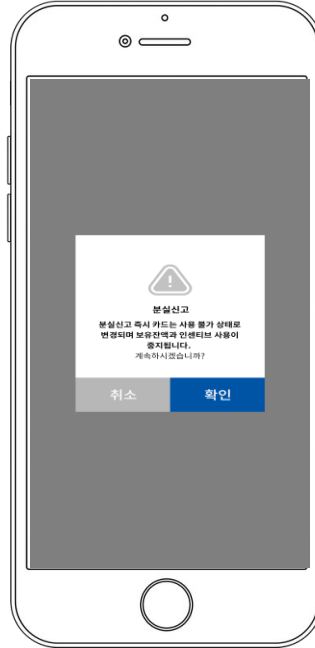 분실신고
분실신고 즉시 카드는 사용 불가 상태로
변경되며 보유잔액과 인센티브 사용이
중지됩니다.
계속하시겠습니까?
취소 확인